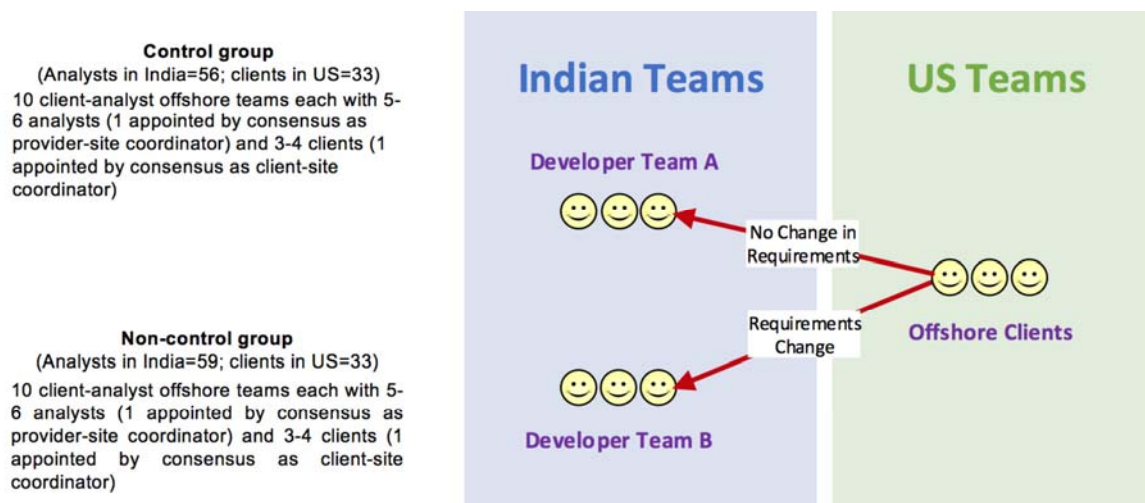 Control group
(Analysts in India=56; clients in US=33)
10 client-analyst offshore teams each with 5-
6 analysts (1 appointed by consensus as
provider-site coordinator) and 3-4 clients (1
appointed by consensus as client-site
coordinator)
Non-control group
(Analysts in India=59; clients in US=33)
10 client-analyst offshore teams each with 5-
6 analysts (1 appointed by consensus as
provider-site coordinator) and 3-4 clients (1
appointed by consensus as client-site
coordinator)
Indian Teams
US Teams
Developer Team A
No Change in
Requirements
Requirements
Change
Offshore Clients
Developer Team B